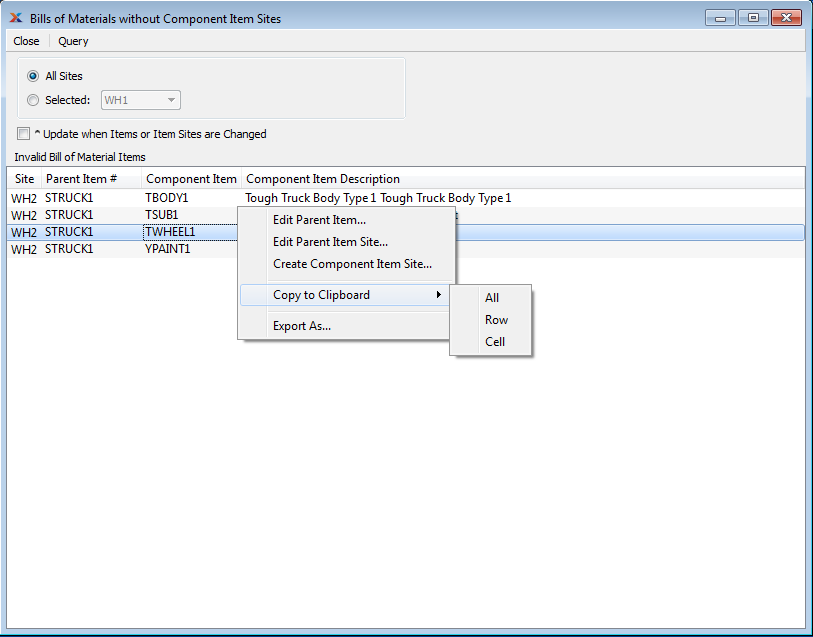 Bills of Materials without Component Item Sites
Close Query
All Sites
Selected: WH1
^ Update when Items or Item Sites are Changed
Invalid Bill of Material Items
Site Parent Item # Component Item Component Item Description
WH2 STRUCK1 TBODY1 Tough Truck Body Type 1 Tough Truck Body Type 1
WH2 STRUCK1 TSUB1
WH2 STRUCK1 TWHEEL1
WH2 STRUCK1 YPAINT1
Edit Parent Item...
Edit Parent Item Site...
Create Component Item Site...
Copy to Clipboard
Export As...
All
Row
Cell